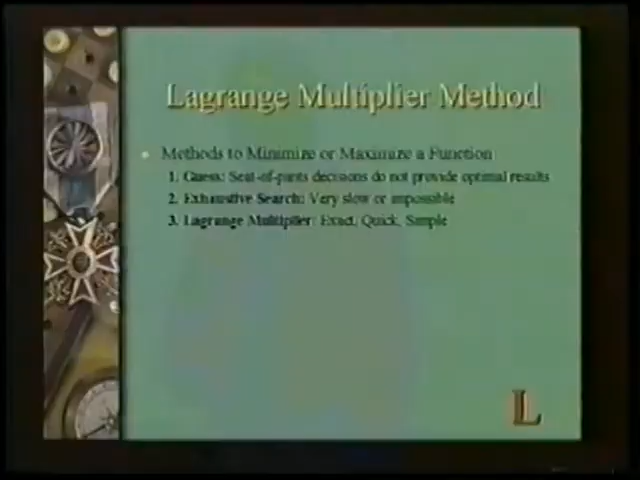 Lagrange Multiplier Method
Methods to Minimize or Maximize a Function
1. Guess: Seat-of-pants decisions do not provide optimal results
2. Exhaustive Search: Very slow or impossible
3. Lagrange Multiplier: Exact, Quick, Simple
L